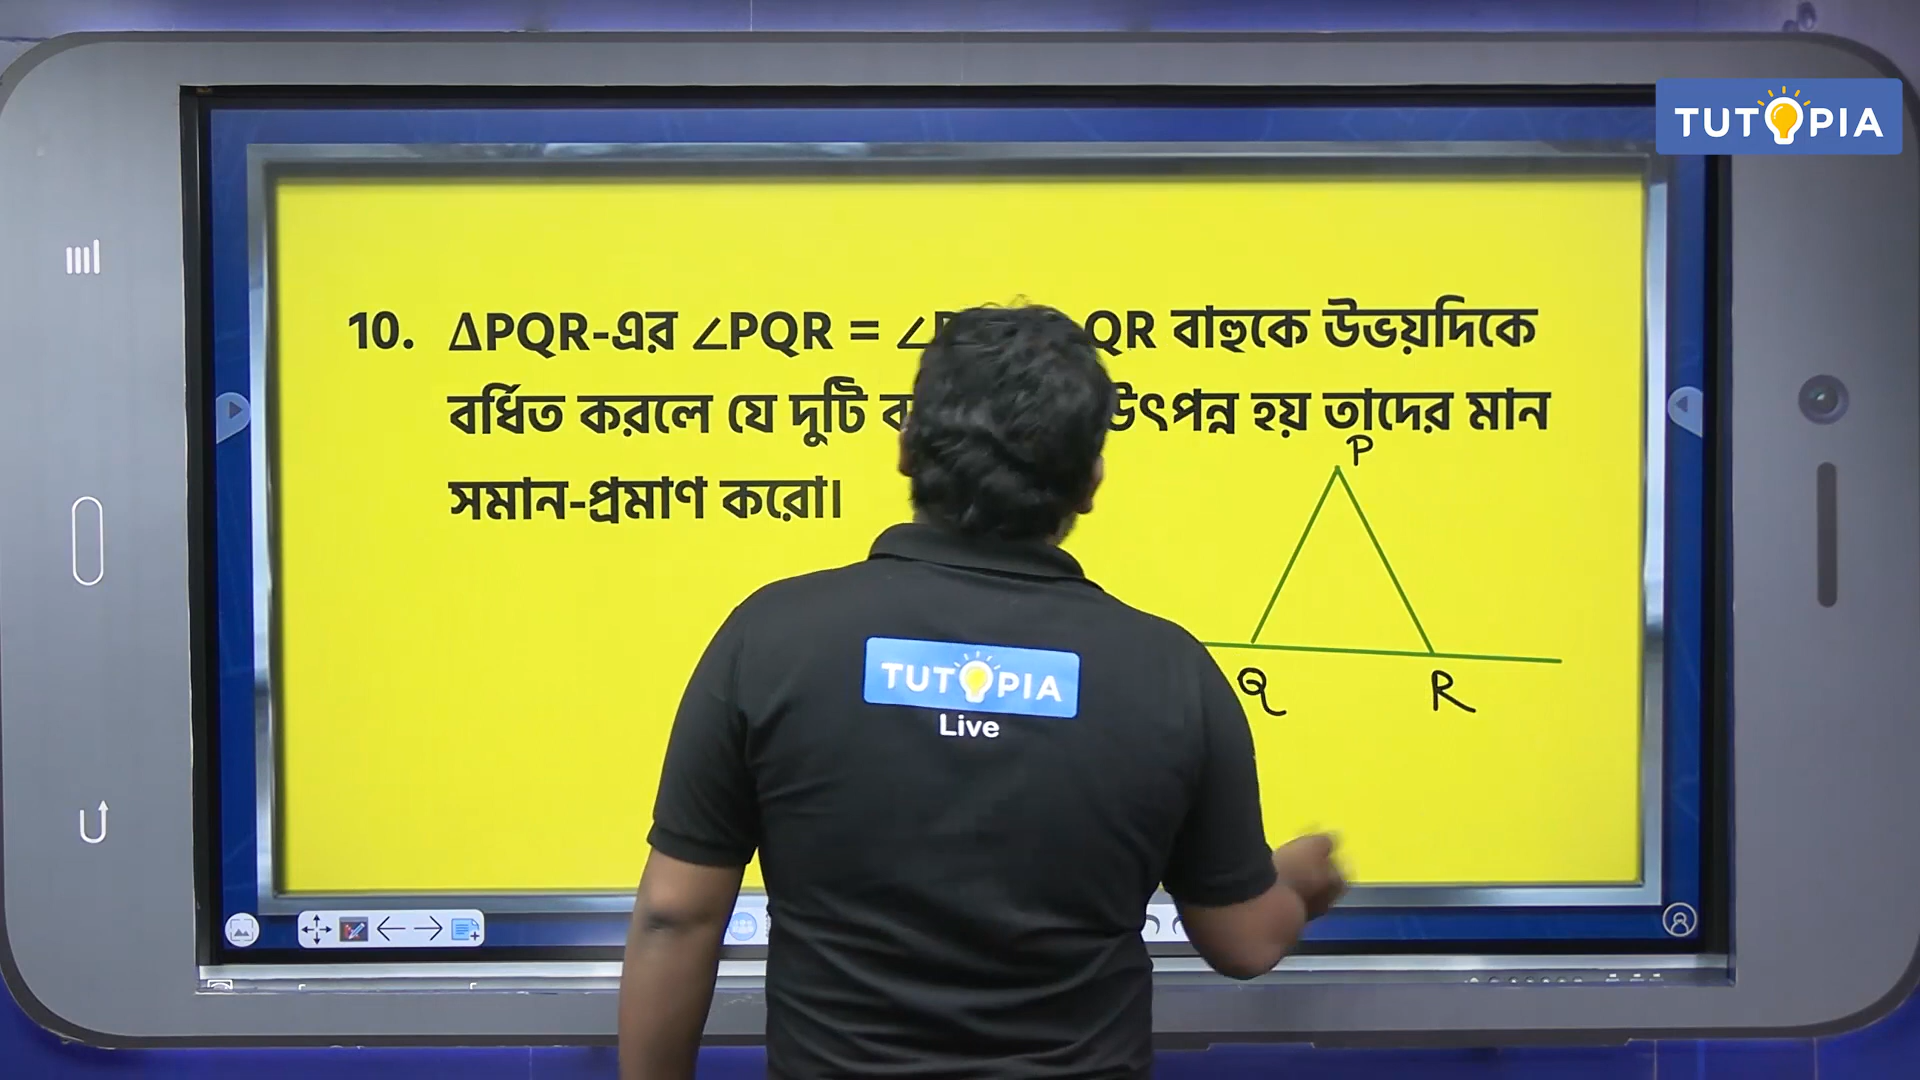 TUTOPIA
10. ΔPQR-এর ∠PQR = QR বাহুকে উভয়দিকে
বর্ধিত করলে যে দুটি উৎপন্ন হয় তাদের মান
সমান-প্রমাণ করো।
P
Q R
TUTOPIA
Live